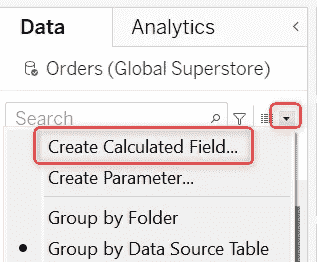 Data
Analytics
Orders (Global Superstore)
Search
Create Calculated Field...
Create Parameter...
Group by Folder
Group by Data Source Table